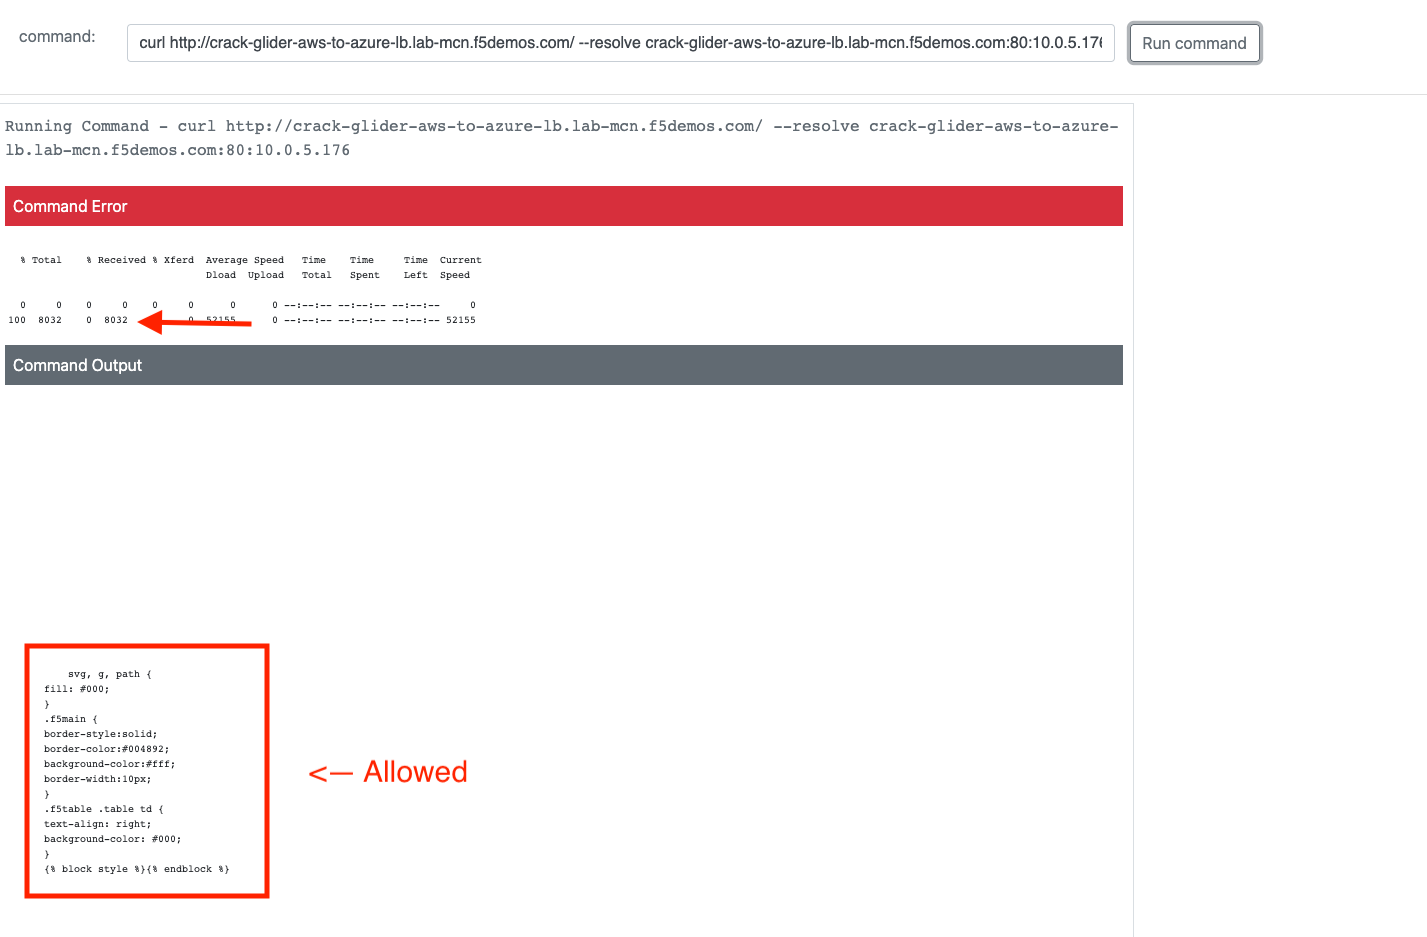 command:
curl http://crack-glider-aws-to-azure-lb.lab-mcn.f5demos.com/ --resolve crack-glider-aws-to-azure-lb.lab-mcn.f5demos.com:80:10.0.5.176
Run command
Running Command - curl http://crack-glider-aws-to-azure-lb.lab-mcn.f5demos.com/ --resolve crack-glider-aws-to-azure-
lb.lab-mcn.f5demos.com:80:10.0.5.176
Command Error
% Total % Received % Xferd Average Speed Time Time Time Current
Dload Upload Total Spent Left Speed
0 0 0 0 0 0 0 0 --:--:-- --:--:-- --:--:-- 0
100 8032 0 8032 0 52155 0 --:--:-- --:--:-- --:--:-- 52155
Command Output
svg, g, path {
fill: #000;
}
.f5main {
border-style:solid;
border-color:#004892;
background-color:#fff;
border-width:10px;
}
.f5table .table td {
text-align: right;
background-color: #000;
}
{% block style %}{% endblock %}
<— Allowed